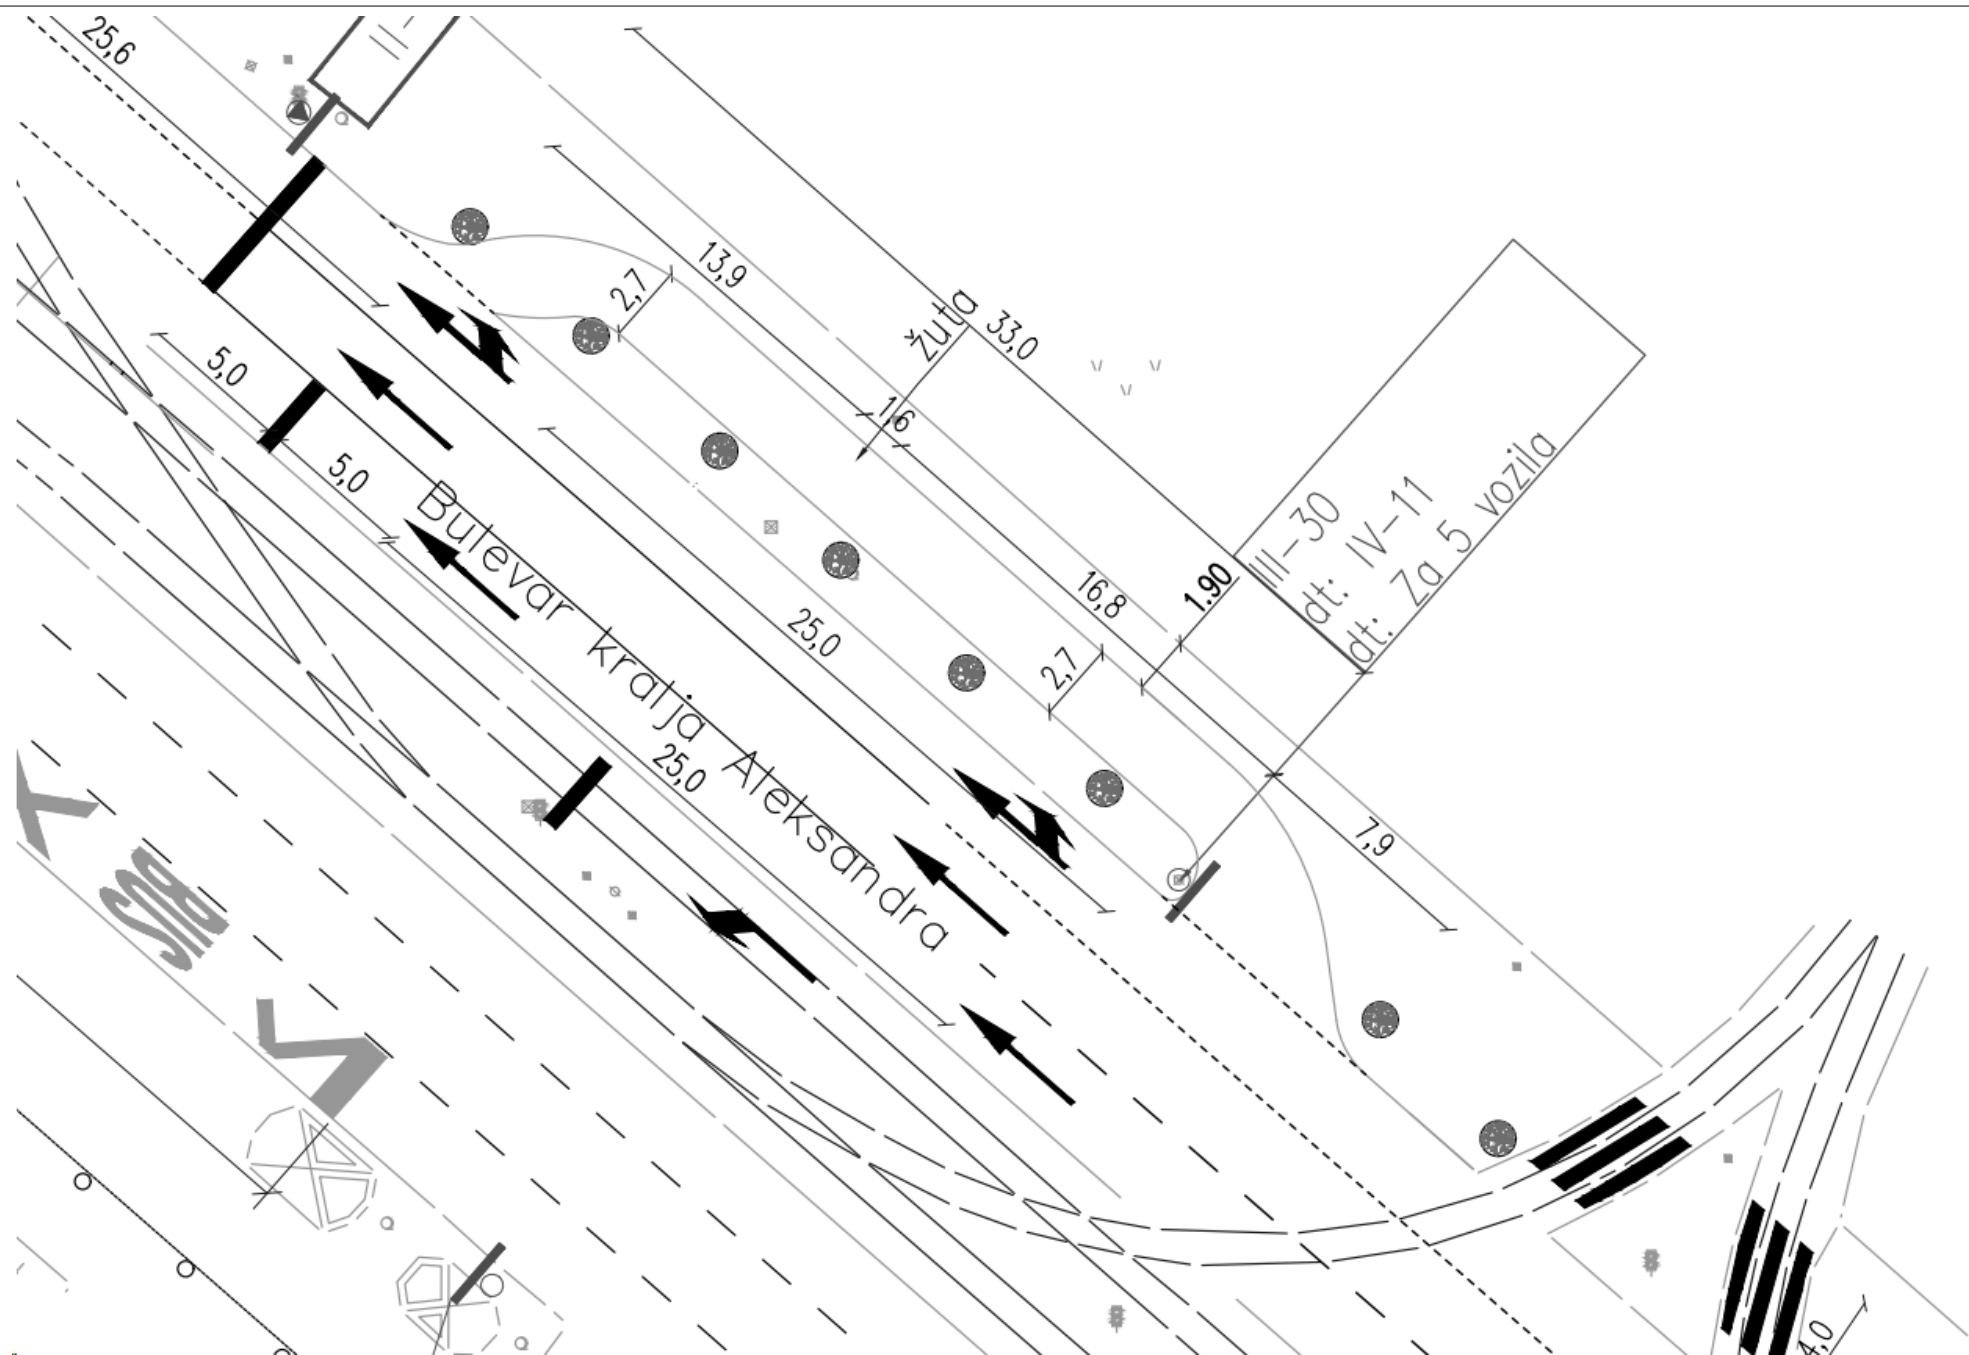 25,6
13,9
2,7
žuta
33,0
5,0
1,6
5,0
Bulevar kralja Aleksandra
III-30
dt: IV-11
dt: Za 5 vozila
16,8
1.90
25,0
2,7
25,0
7,9
BUS
4,0